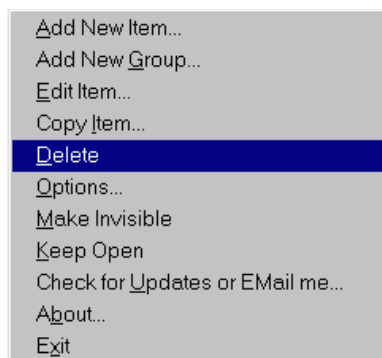 Add New Item...
Add New Group...
Edit Item...
Copy Item...
Delete
Options...
Make Invisible
Keep Open
Check for Updates or EMail me...
About...
Exit